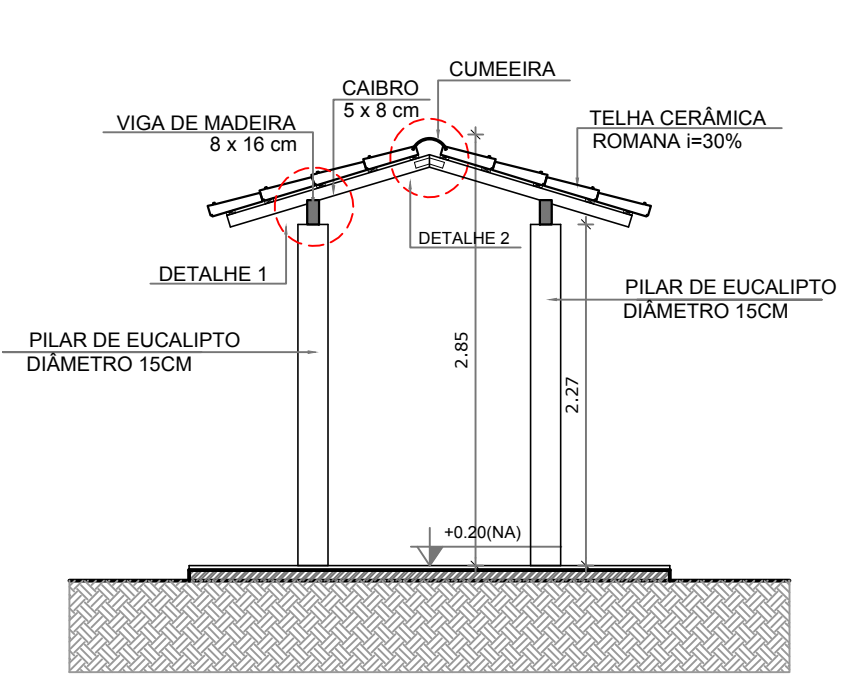 CUMEEIRA
CAIBRO
5 x 8 cm
VIGA DE MADEIRA
8 x 16 cm
TELHA CERÂMICA
ROMANA i=30%
DETALHE 2
DETALHE 1
PILAR DE EUCALIPTO
DIÂMETRO 15CM
PILAR DE EUCALIPTO
DIÂMETRO 15CM
2.85
2.27
+0.20(NA)